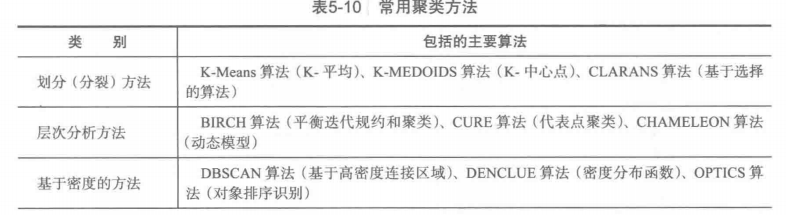 表5-10 常用聚类方法
类 别 包括的主要算法
划分（分裂）方法 K-Means 算法（K- 平均）、K-MEDOIDS 算法（K- 中心点）、CLARANS 算法（基于选择
的算法）
层次分析方法 BIRCH 算法（平衡迭代规约和聚类）、CURE 算法（代表点聚类）、CHAMELEON 算法
（动态模型）
基于密度的方法 DBSCAN 算法（基于高密度连接区域）、DENCLUE 算法（密度分布函数）、OPTICS 算
法（对象排序识别）